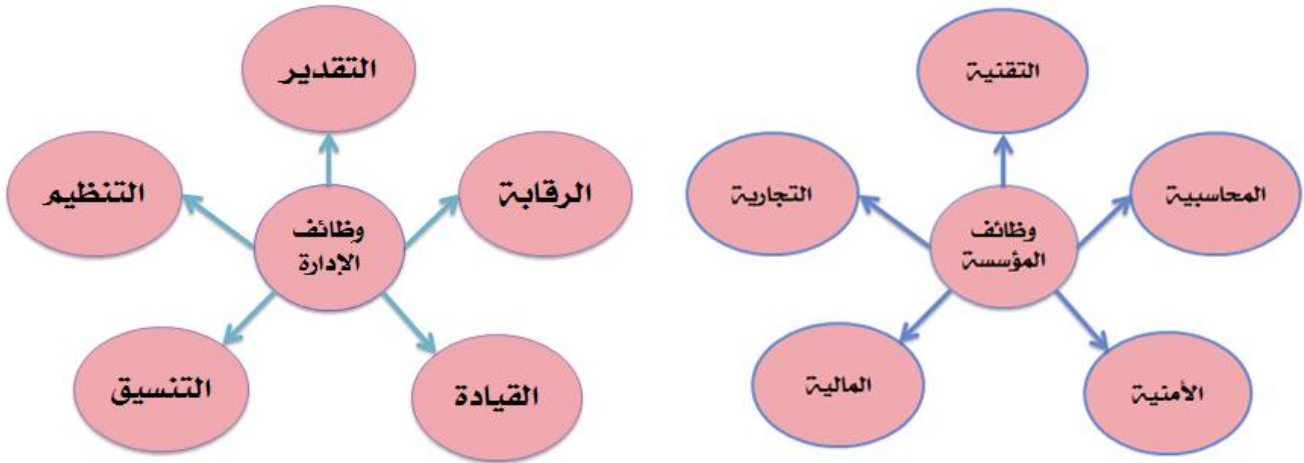 التقدير
الرقابة
القيادة
التنسيق
التنظيم
وظائف
الإدارة
التقنية
المحاسبية
الأمنية
المالية
التجارية
وظائف
المؤسسة